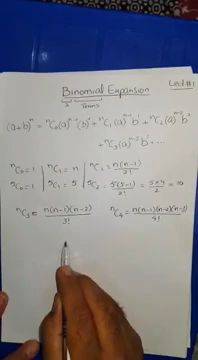 Lect#1
Binomial Expansion
3 Terms
(a+b)ⁿ = ⁿC₀(a)ⁿ⁻⁰(b)⁰ + ⁿC₁(a)ⁿ⁻¹b¹ + ⁿC₂(a)ⁿ⁻²b²
+ ⁿC₃(a)ⁿ⁻³b³ ...
ⁿC₀=1 | ⁿC₁=n | ⁿC₂ = n(n-1)/2!
⁵C₀=1 | ⁵C₁=5 | ⁵C₂ = 5(5-1)/2! = 5×4/2 = 10
ⁿC₃ = n(n-1)(n-2)/3! ⁿC₄ = n(n-1)(n-2)(n-3)/4!